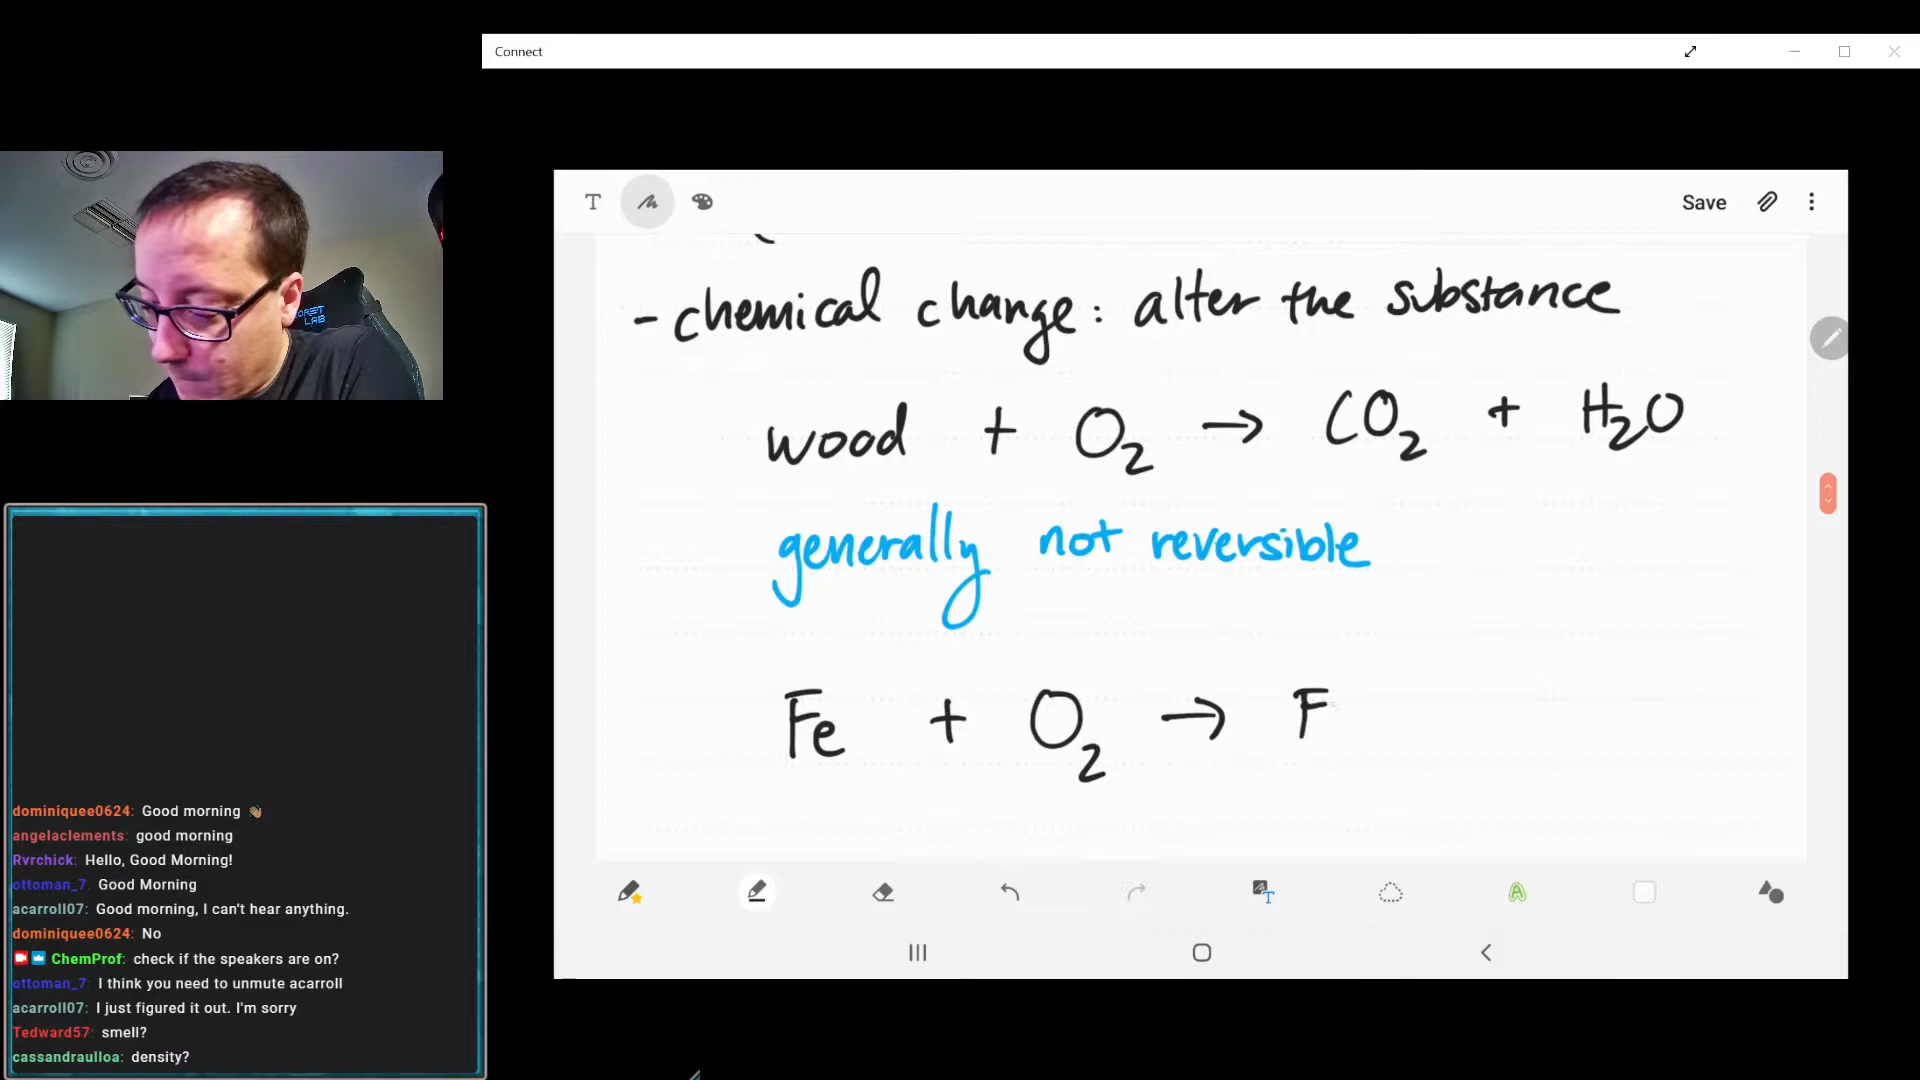 Connect
Save
- chemical change: alter the substance
wood + O₂ → CO₂ + H₂O
generally not reversible
Fe + O₂ → F
dominiquee0624: Good morning 👋🏽
angelaclements: good morning
Rvrchick: Hello, Good Morning!
ottoman_7: Good Morning
acarroll07: Good morning, I can't hear anything.
dominiquee0624: No
ChemProf: check if the speakers are on?
ottoman_7: I think you need to unmute acarroll
acarroll07: I just figured it out. I'm sorry
Tedward57: smell?
cassandraulloa: density?